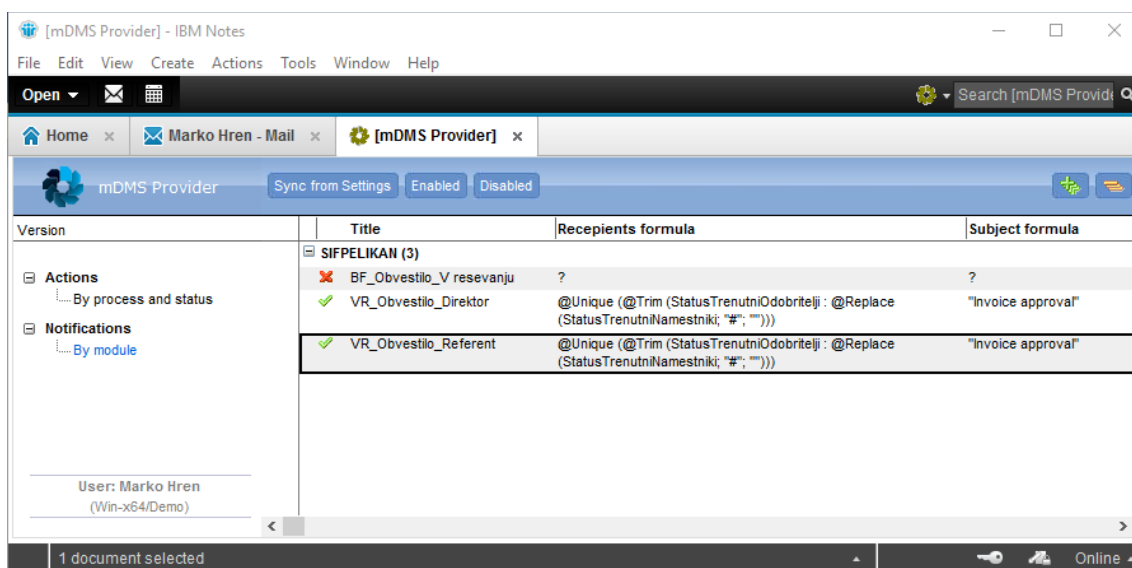 [mDMS Provider] - IBM Notes
File Edit View Create Actions Tools Window Help
Open
Search [mDMS Provide
Home Marko Hren - Mail [mDMS Provider]
mDMS Provider Sync from Settings Enabled Disabled
Version Title Recepients formula Subject formula
SIFPELIKAN (3)
Actions
By process and status
Notifications
By module
BF_Obvestilo_V resevanju ? ?
VR_Obvestilo_Direktor @Unique (@Trim (StatusTrenutniOdobritelji : @Replace "Invoice approval"
(StatusTrenutniNamestniki; "#"; "")))
VR_Obvestilo_Referent @Unique (@Trim (StatusTrenutniOdobritelji : @Replace "Invoice approval"
(StatusTrenutniNamestniki; "#"; "")))
User: Marko Hren
(Win-x64/Demo)
1 document selected Online